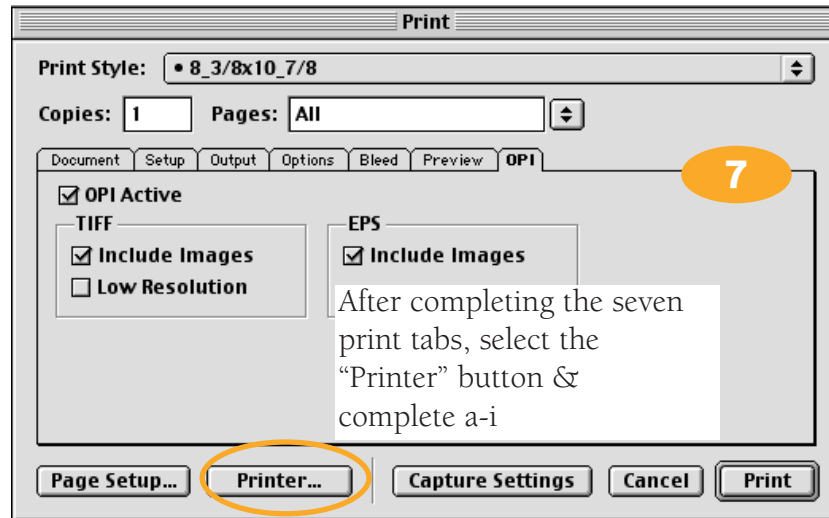 Print
Print Style: • 8_3/8x10_7/8
Copies: 1 Pages: All
Document Setup Output Options Bleed Preview OPI
7
OPI Active
TIFF EPS
Include Images Include Images
Low Resolution
After completing the seven
print tabs, select the
“Printer” button &
complete a-i
Page Setup... Printer... Capture Settings Cancel Print